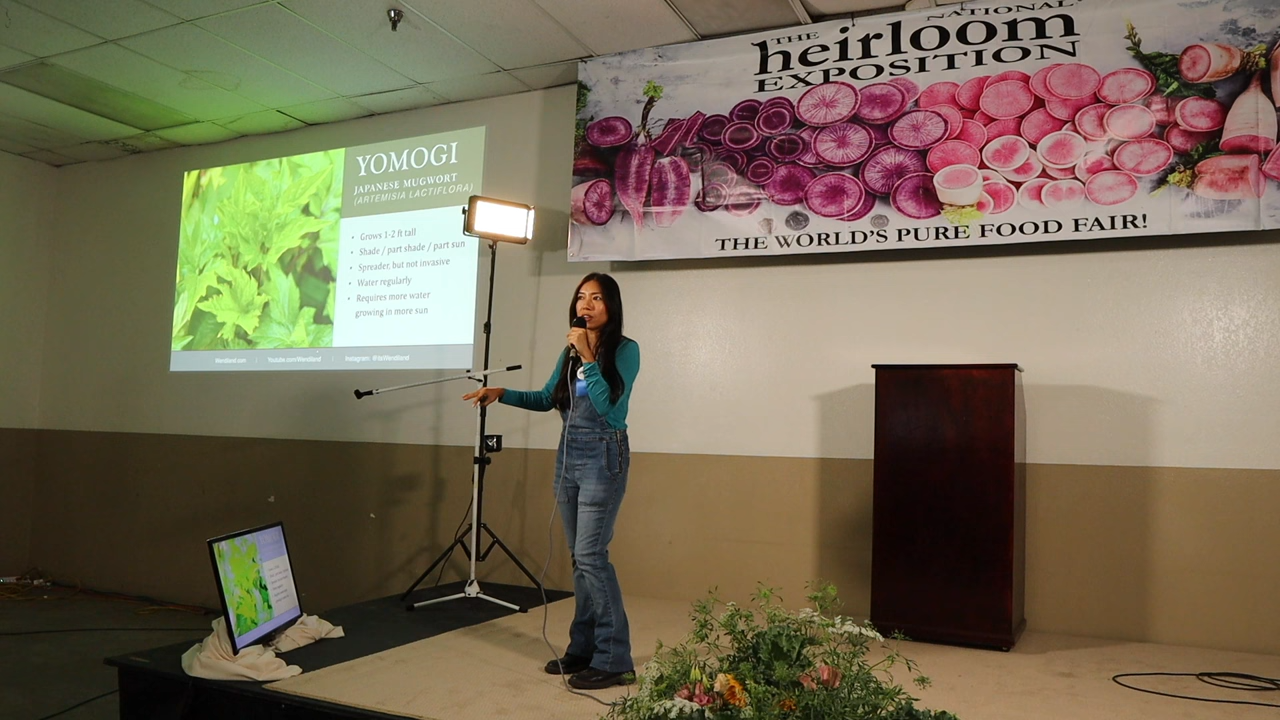 THE NATIONAL
heirloom
EXPOSITION
THE WORLD'S PURE FOOD FAIR!
YOMOGI
JAPANESE MUGWORT
(ARTEMISIA LACTIFLORA)
• Grows 1-2 ft tall
• Shade / part shade / part sun
• Spreader, but not invasive
• Water regularly
• Requires more water
growing in more sun